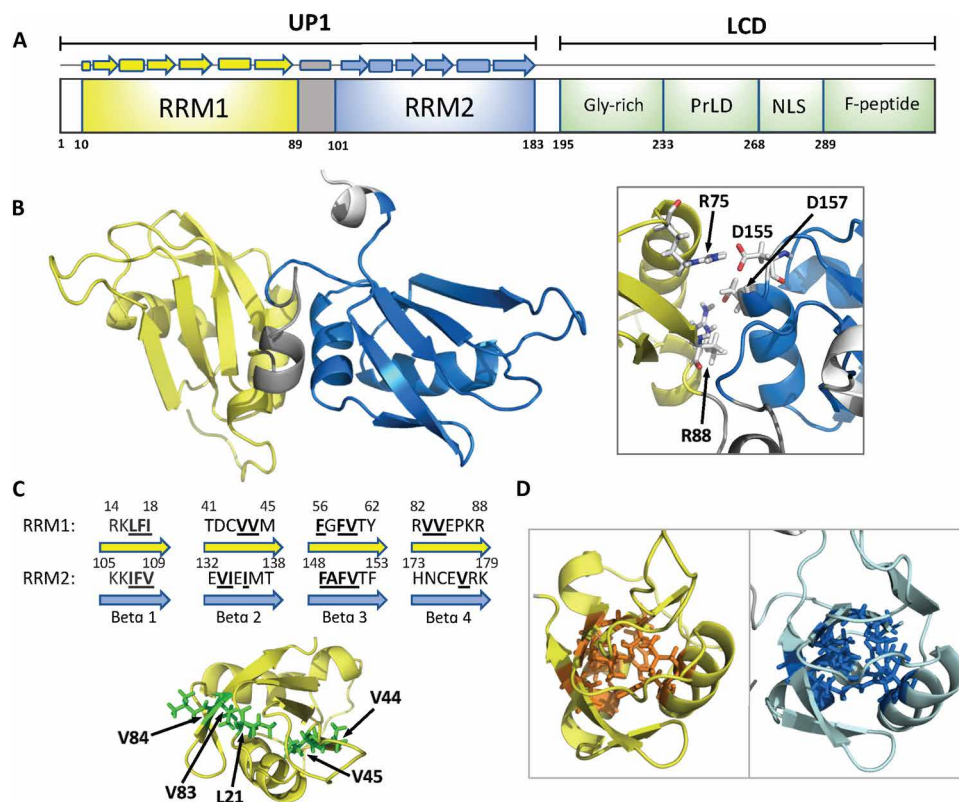 UP1
LCD
A
RRM1
RRM2
Gly-rich
PrLD
NLS
F-peptide
1 10 89 101 183 195 233 268 289
B
R75
D157
D155
R88
C
D
14 18 41 45 56 62 82 88
RRM1: RKLFI TDCVVM FGFVTY RVVEPKR
105 109 132 138 148 153 173 179
RRM2: KKIFV EVIEIMT FAFVTF HNCEVRK
Beta 1 Beta 2 Beta 3 Beta 4
V44
V84
V45
V83
L21